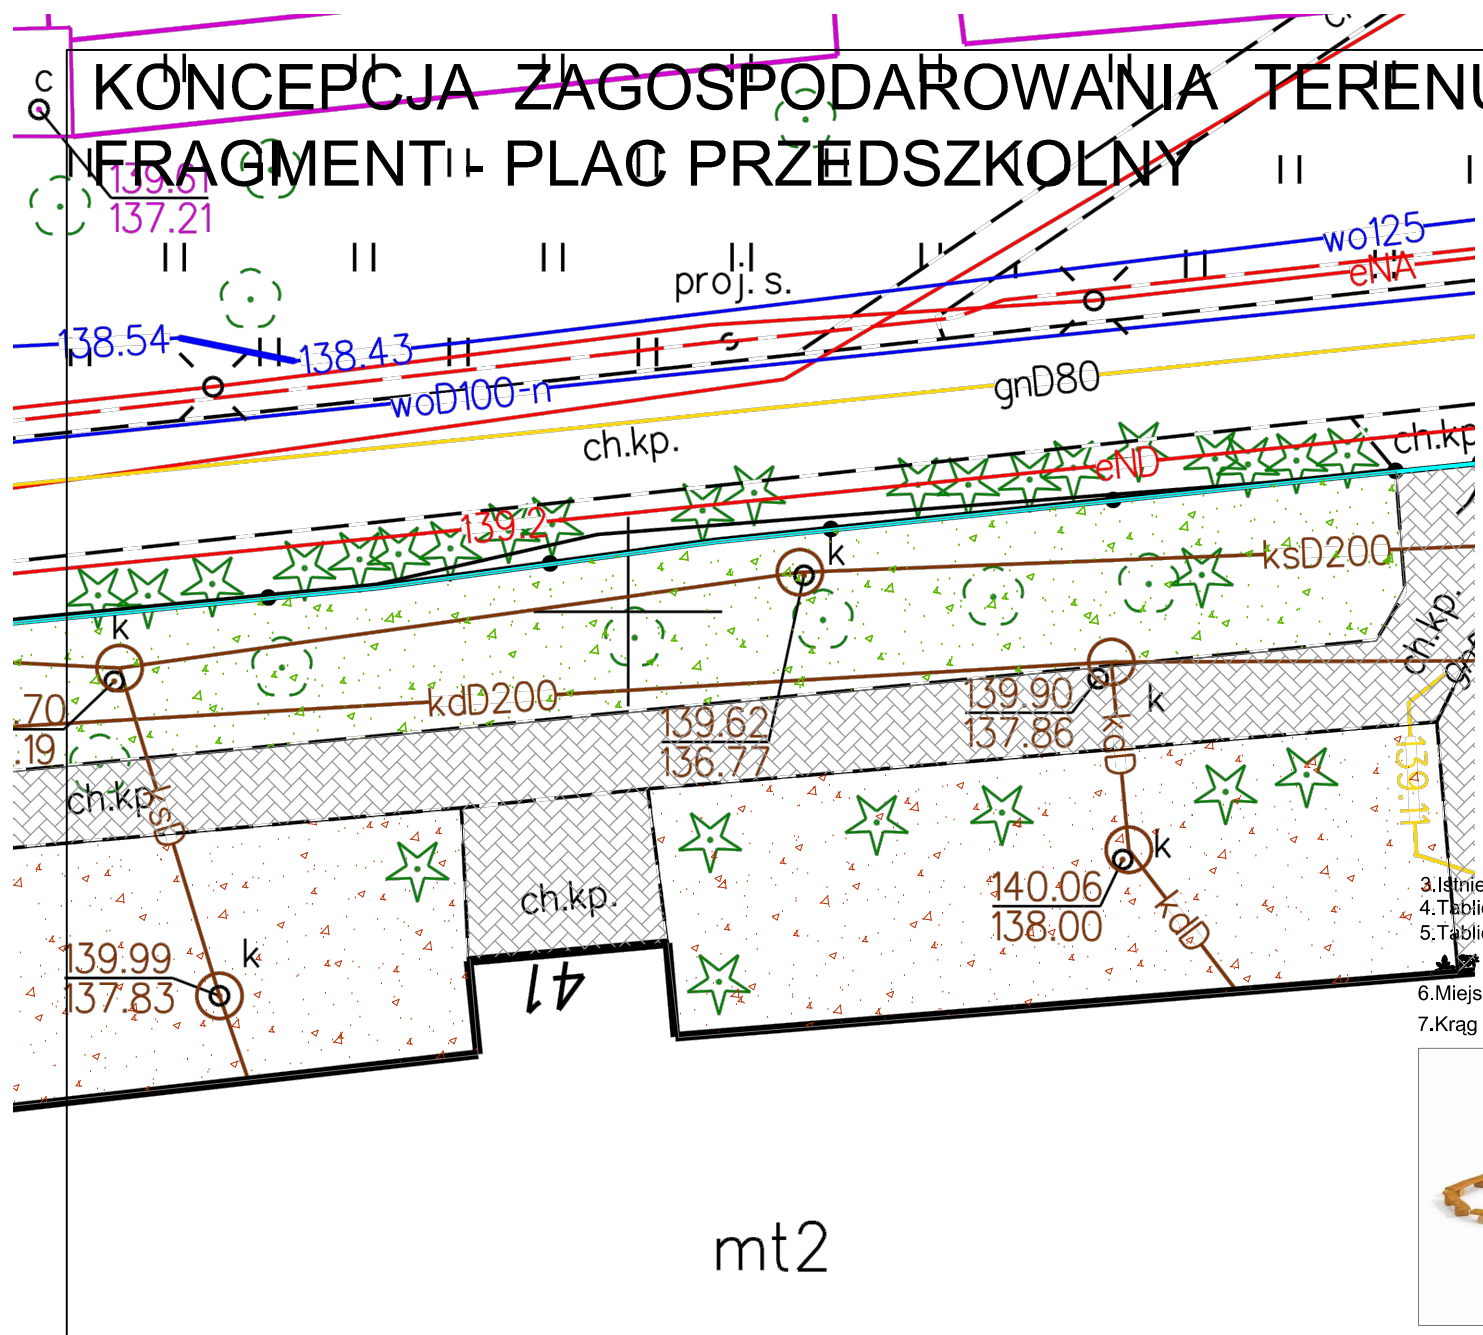 KONCEPCJA ZAGOSPODAROWANIA TERENU
FRAGMENT - PLAC PRZEDSZKOLNY
c
139.61
137.21
wo125
eNA
proj. s.
s
138.54
138.43
woD100-n
gnD80
ch.kp.
ch.kp
eND
139.2
k
ksD200
k
ch.kp.
kdD200
139.90
137.86
k
kdD
139.62
136.77
.70
.19
ch.kp
ksD
139.11
k
140.06
138.00
kdD
ch.kp.
41
139.99
137.83
k
3.Istnie
4.Tablic
5.Tablic
6.Miejs
7.Krąg
mt2